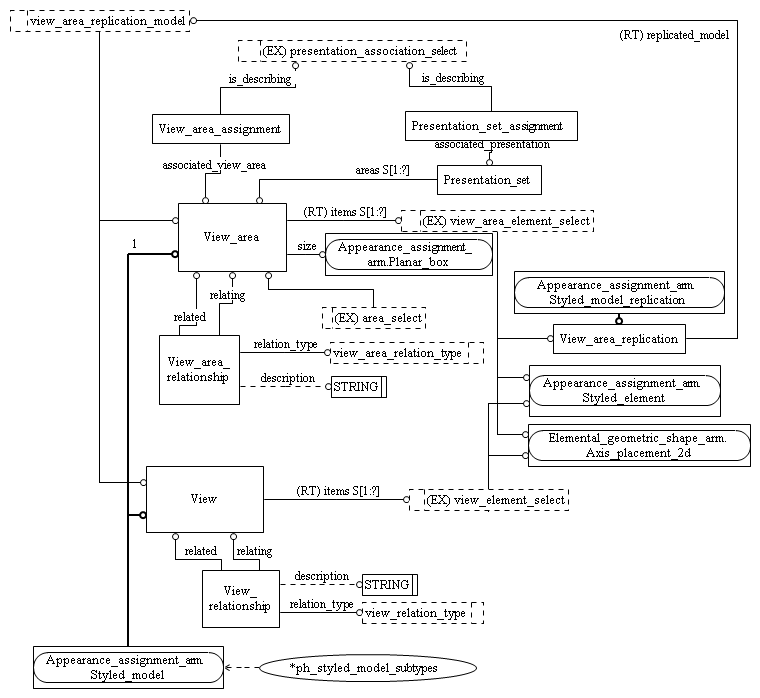 view_area_replication_model
(RT) replicated_model
(EX) presentation_association_select
is_describing
is_describing
View_area_assignment
Presentation_set_assignment
associated_presentation
associated_view_area
areas S[1:?]
Presentation_set
(RT) items S[1:?]
(EX) view_area_element_select
View_area
1
size
Appearance_assignment_
arm.Planar_box
Appearance_assignment_arm.
Styled_model_replication
related
relating
(EX) area_select
View_area_replication
View_area_
relationship
relation_type
view_area_relation_type
description
STRING
Appearance_assignment_arm.
Styled_element
Elemental_geometric_shape_arm.
Axis_placement_2d
View
(RT) items S[1:?]
(EX) view_element_select
related
relating
View_
relationship
description
STRING
relation_type
view_relation_type
Appearance_assignment_arm.
Styled_model
*ph_styled_model_subtypes